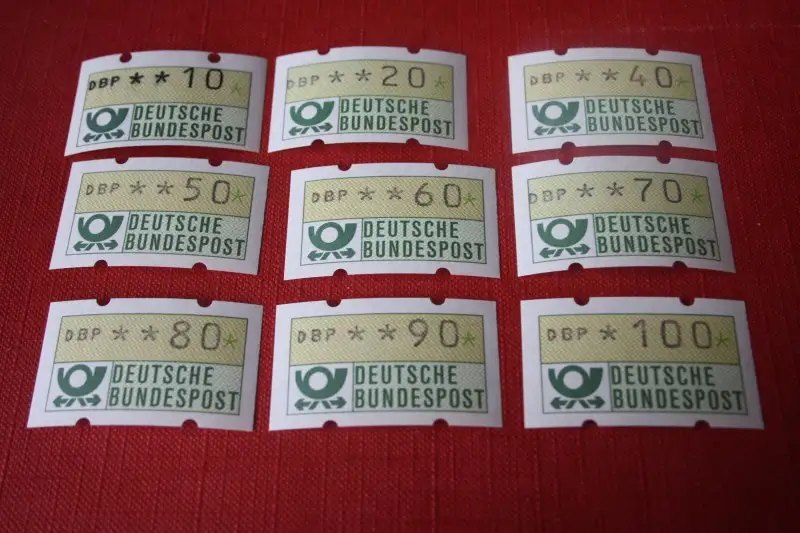 DBP **10*
DEUTSCHE
BUNDESPOST
DBP **20*
DEUTSCHE
BUNDESPOST
DBP **40*
DEUTSCHE
BUNDESPOST
DBP **50*
DEUTSCHE
BUNDESPOST
DBP **60*
DEUTSCHE
BUNDESPOST
DBP **70*
DEUTSCHE
BUNDESPOST
DBP **80*
DEUTSCHE
BUNDESPOST
DBP **90*
DEUTSCHE
BUNDESPOST
DBP *100*
DEUTSCHE
BUNDESPOST